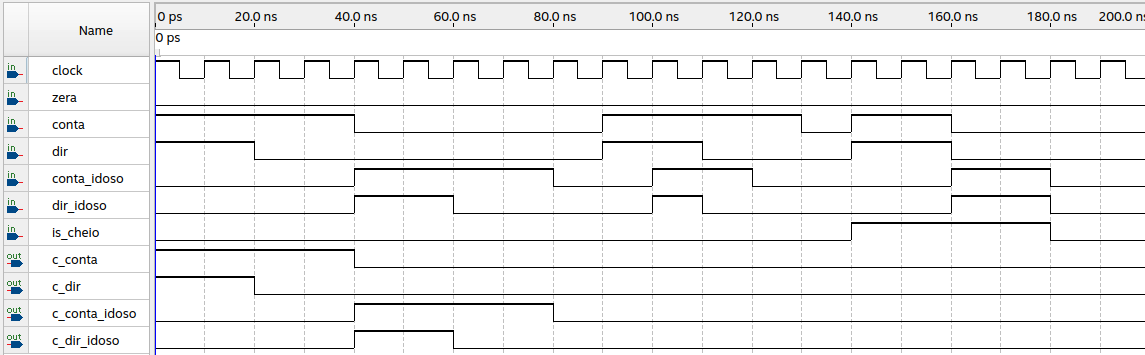 Name
0 ps 20.0 ns 40.0 ns 60.0 ns 80.0 ns 100.0 ns 120.0 ns 140.0 ns 160.0 ns 180.0 ns 200.0 n
0 ps
in clock
in zera
in conta
in dir
in conta_idoso
in dir_idoso
in is_cheio
out c_conta
out c_dir
out c_conta_idoso
out c_dir_idoso